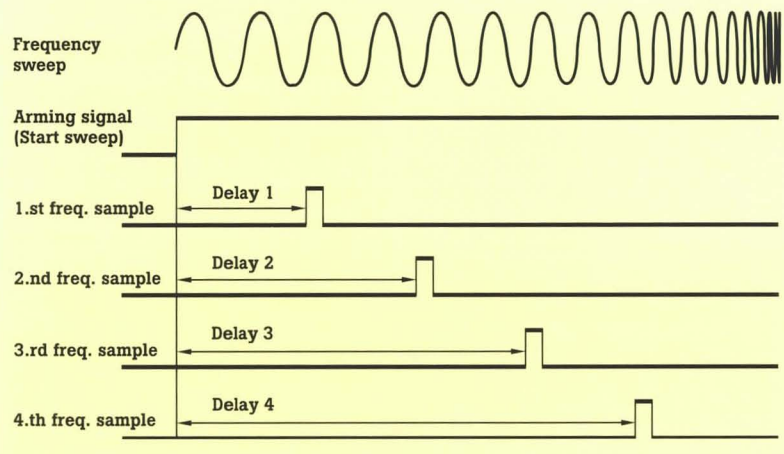 Frequency
sweep
Arming signal
(Start sweep)
Delay 1
1.st freq. sample
Delay 2
2.nd freq. sample
Delay 3
3.rd freq. sample
Delay 4
4.th freq. sample